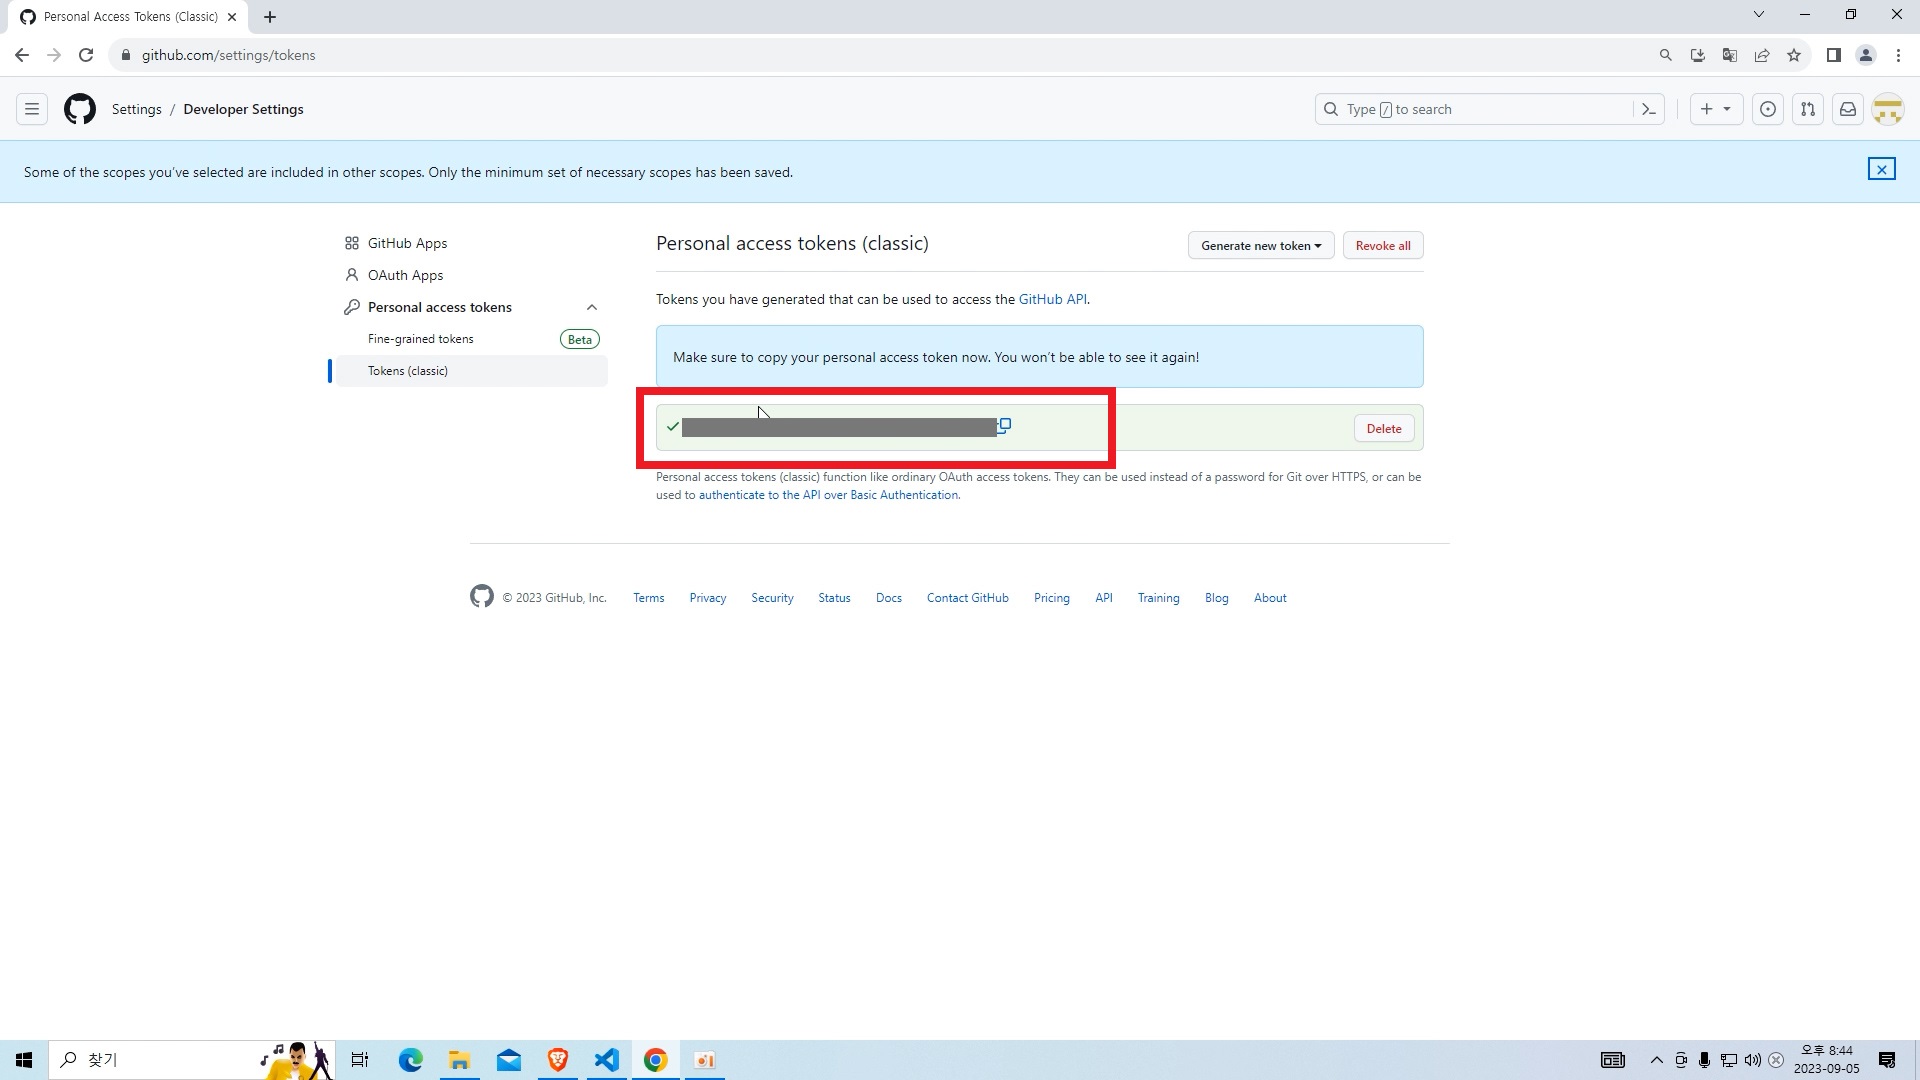 Personal Access Tokens (Classic)
github.com/settings/tokens
Settings / Developer Settings
Type / to search
Some of the scopes you've selected are included in other scopes. Only the minimum set of necessary scopes has been saved.
GitHub Apps
OAuth Apps
Personal access tokens
Fine-grained tokens Beta
Tokens (classic)
Personal access tokens (classic)
Generate new token
Revoke all
Tokens you have generated that can be used to access the GitHub API.
Make sure to copy your personal access token now. You won't be able to see it again!
Delete
Personal access tokens (classic) function like ordinary OAuth access tokens. They can be used instead of a password for Git over HTTPS, or can be
used to authenticate to the API over Basic Authentication.
© 2023 GitHub, Inc. Terms Privacy Security Status Docs Contact GitHub Pricing API Training Blog About
찾기
오후 8:44
2023-09-05